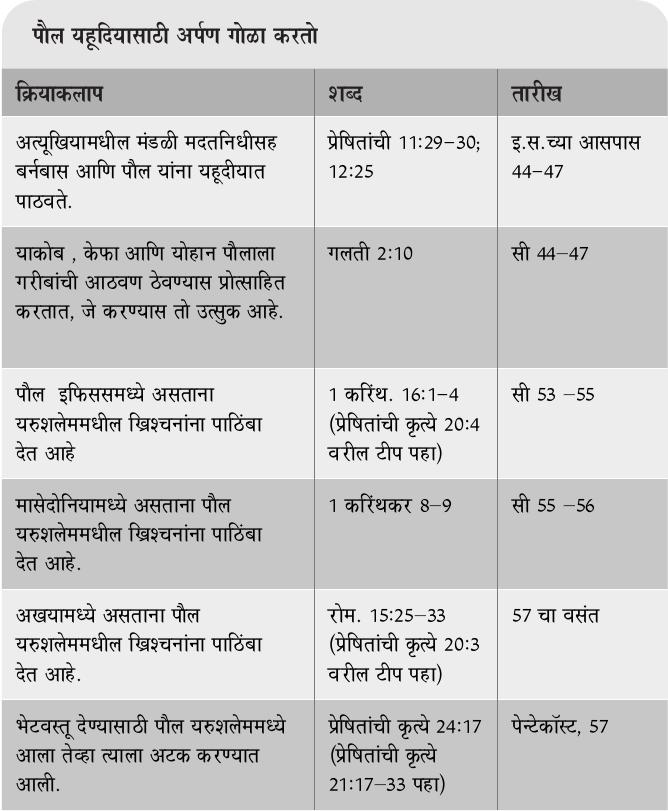 पौल यहूदियासाठी अर्पण गोळा करतो
क्रियाकलाप शब्द तारीख
अत्यूखियामधील मंडळी मदतनिधीसह
बर्नबास आणि पौल यांना यहूदीयात
पाठवते.
प्रेषितांची 11:29–30;
12:25
इ.स.च्या आसपास
44–47
याकोब , केफा आणि योहान पौलाला
गरीबांची आठवण ठेवण्यास प्रोत्साहित
करतात, जे करण्यास तो उत्सुक आहे.
गलती 2:10
सी 44–47
पौल इफिससमध्ये असताना
यरुशलेममधील ख्रिश्चनांना पाठिंबा
देत आहे
1 करिंथ. 16:1–4
(प्रेषितांची कृत्ये 20:4
वरील टीप पहा)
सी 53 –55
मासेदोनियामध्ये असताना पौल
यरुशलेममधील ख्रिश्चनांना पाठिंबा
देत आहे.
1 करिंथकर 8–9
सी 55 –56
अखयामध्ये असताना पौल
यरुशलेममधील ख्रिश्चनांना पाठिंबा
देत आहे.
रोम. 15:25–33
(प्रेषितांची कृत्ये 20:3
वरील टीप पहा)
57 चा वसंत
भेटवस्तू देण्यासाठी पौल यरुशलेममध्ये
आला तेव्हा त्याला अटक करण्यात
आली.
प्रेषितांची कृत्ये 24:17
(प्रेषितांची कृत्ये
21:17–33 पहा)
पेन्टेकॉस्ट, 57